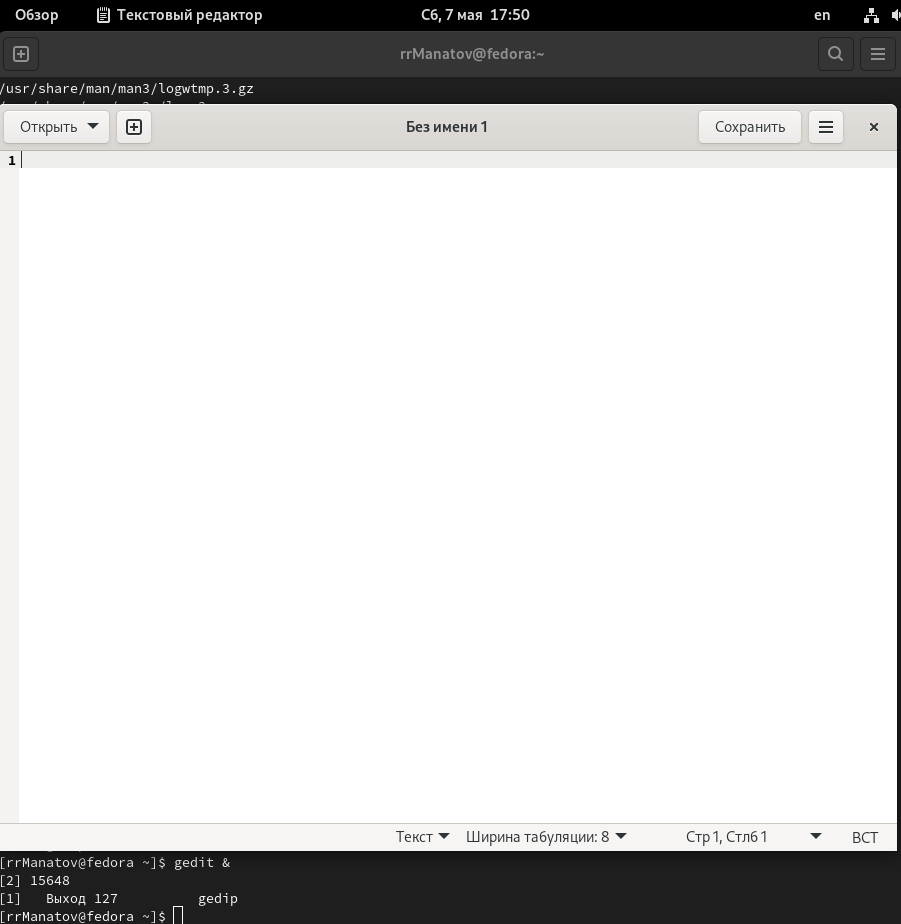 Обзор Текстовый редактор Сб, 7 мая 17:50 en
rrManatov@fedora:~
/usr/share/man/man3/logwtmp.3.gz
Открыть Без имени 1 Сохранить
1
Текст Ширина табуляции: 8 Стр 1, Стлб 1 ВСТ
[rrManatov@fedora ~]$ gedit &
[2] 15648
[1]   Выход 127          gedip
[rrManatov@fedora ~]$